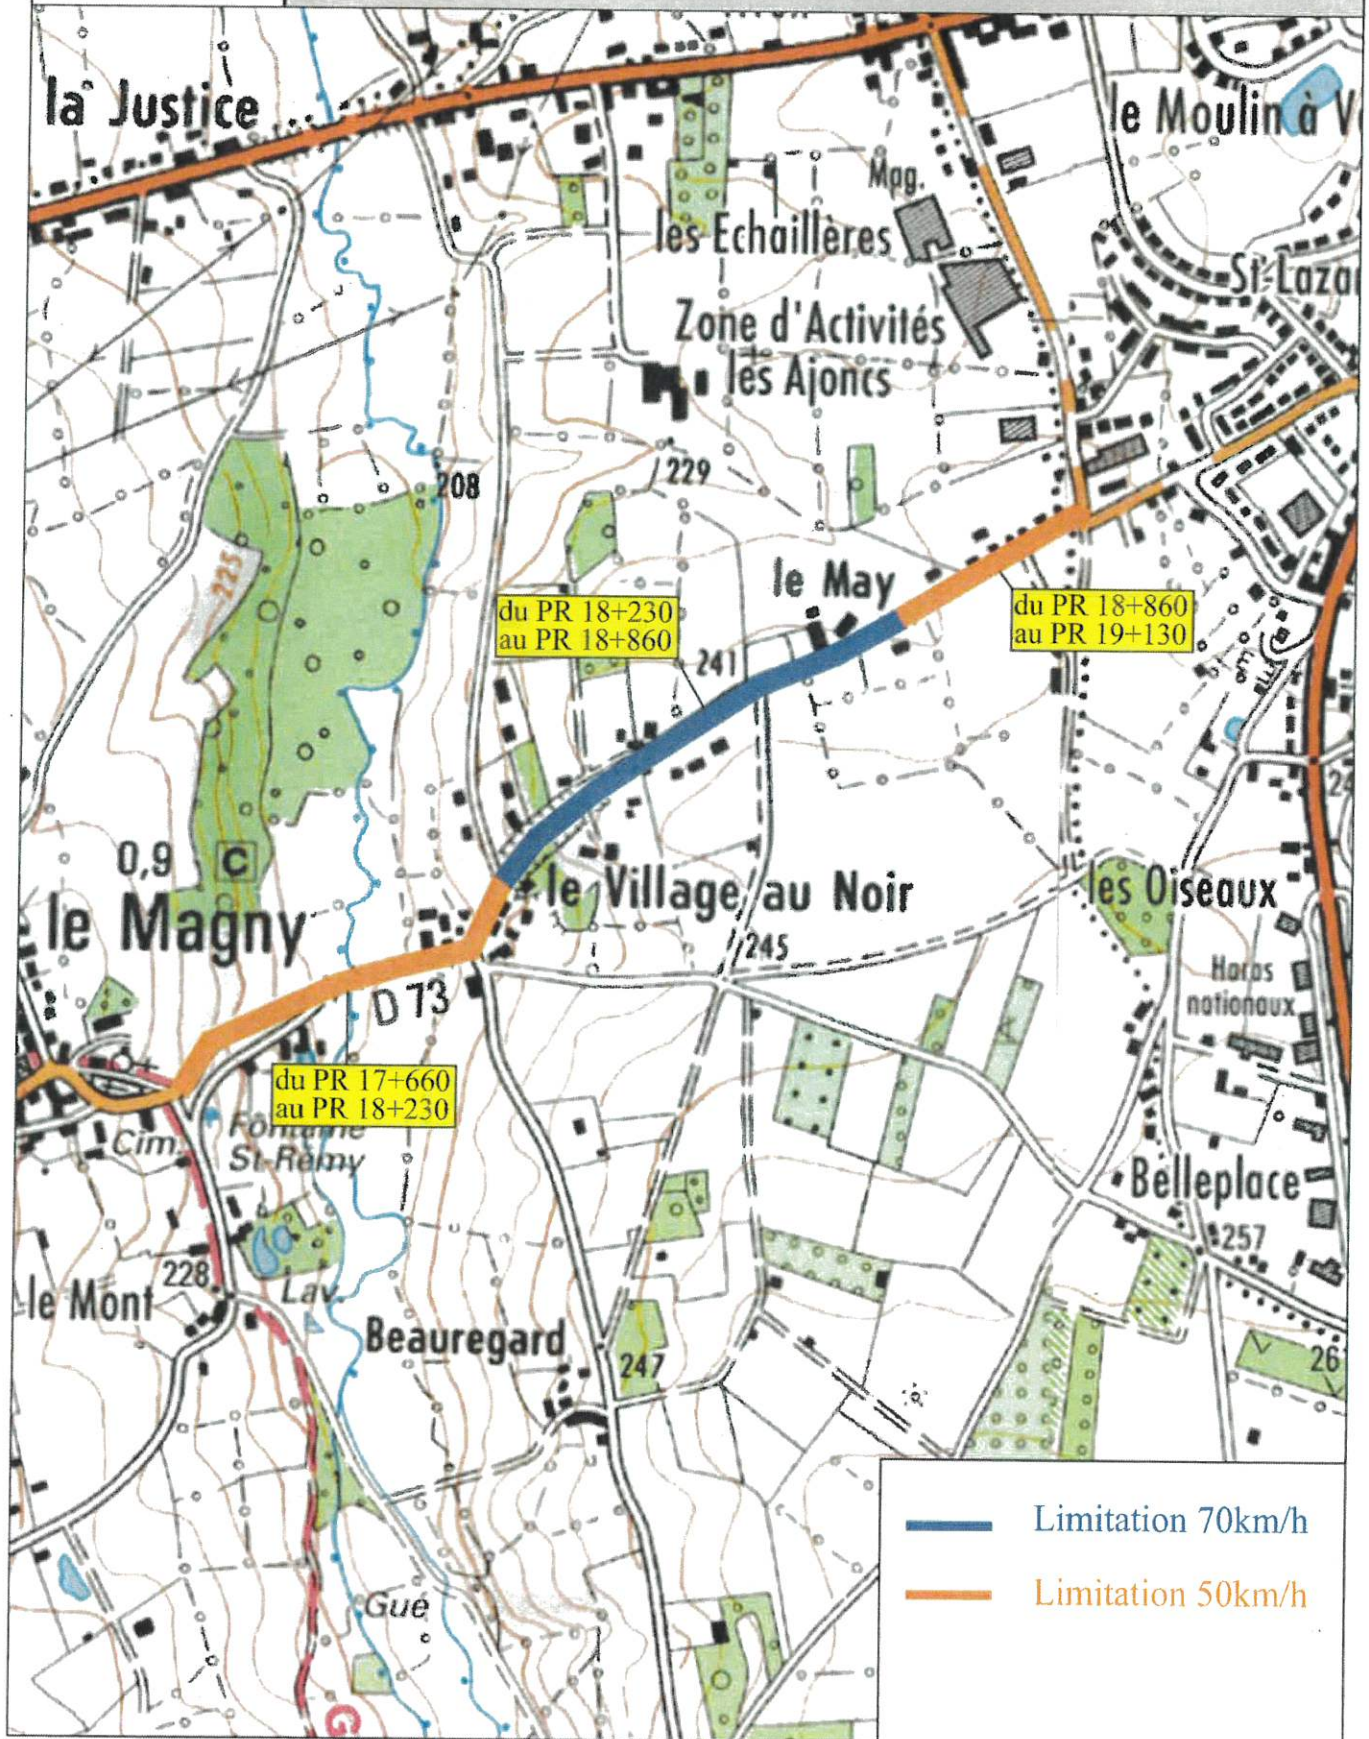 la Justice
le Moulin à V
Mag.
les Echaillères
St-Laza
Zone d'Activités
les Ajoncs
208
229
225
le May
du PR 18+230
au PR 18+860
du PR 18+860
au PR 19+130
241
24
0,9
C
le Village au Noir
les Oiseaux
le Magny
245
Haras
nationaux
D 73
du PR 17+660
au PR 18+230
Cim.
Fontaine
St-Rémy
Belleplace
257
228
le Mont
Lav.
Beauregard
247
26
Limitation 70km/h
Limitation 50km/h
Gué
G